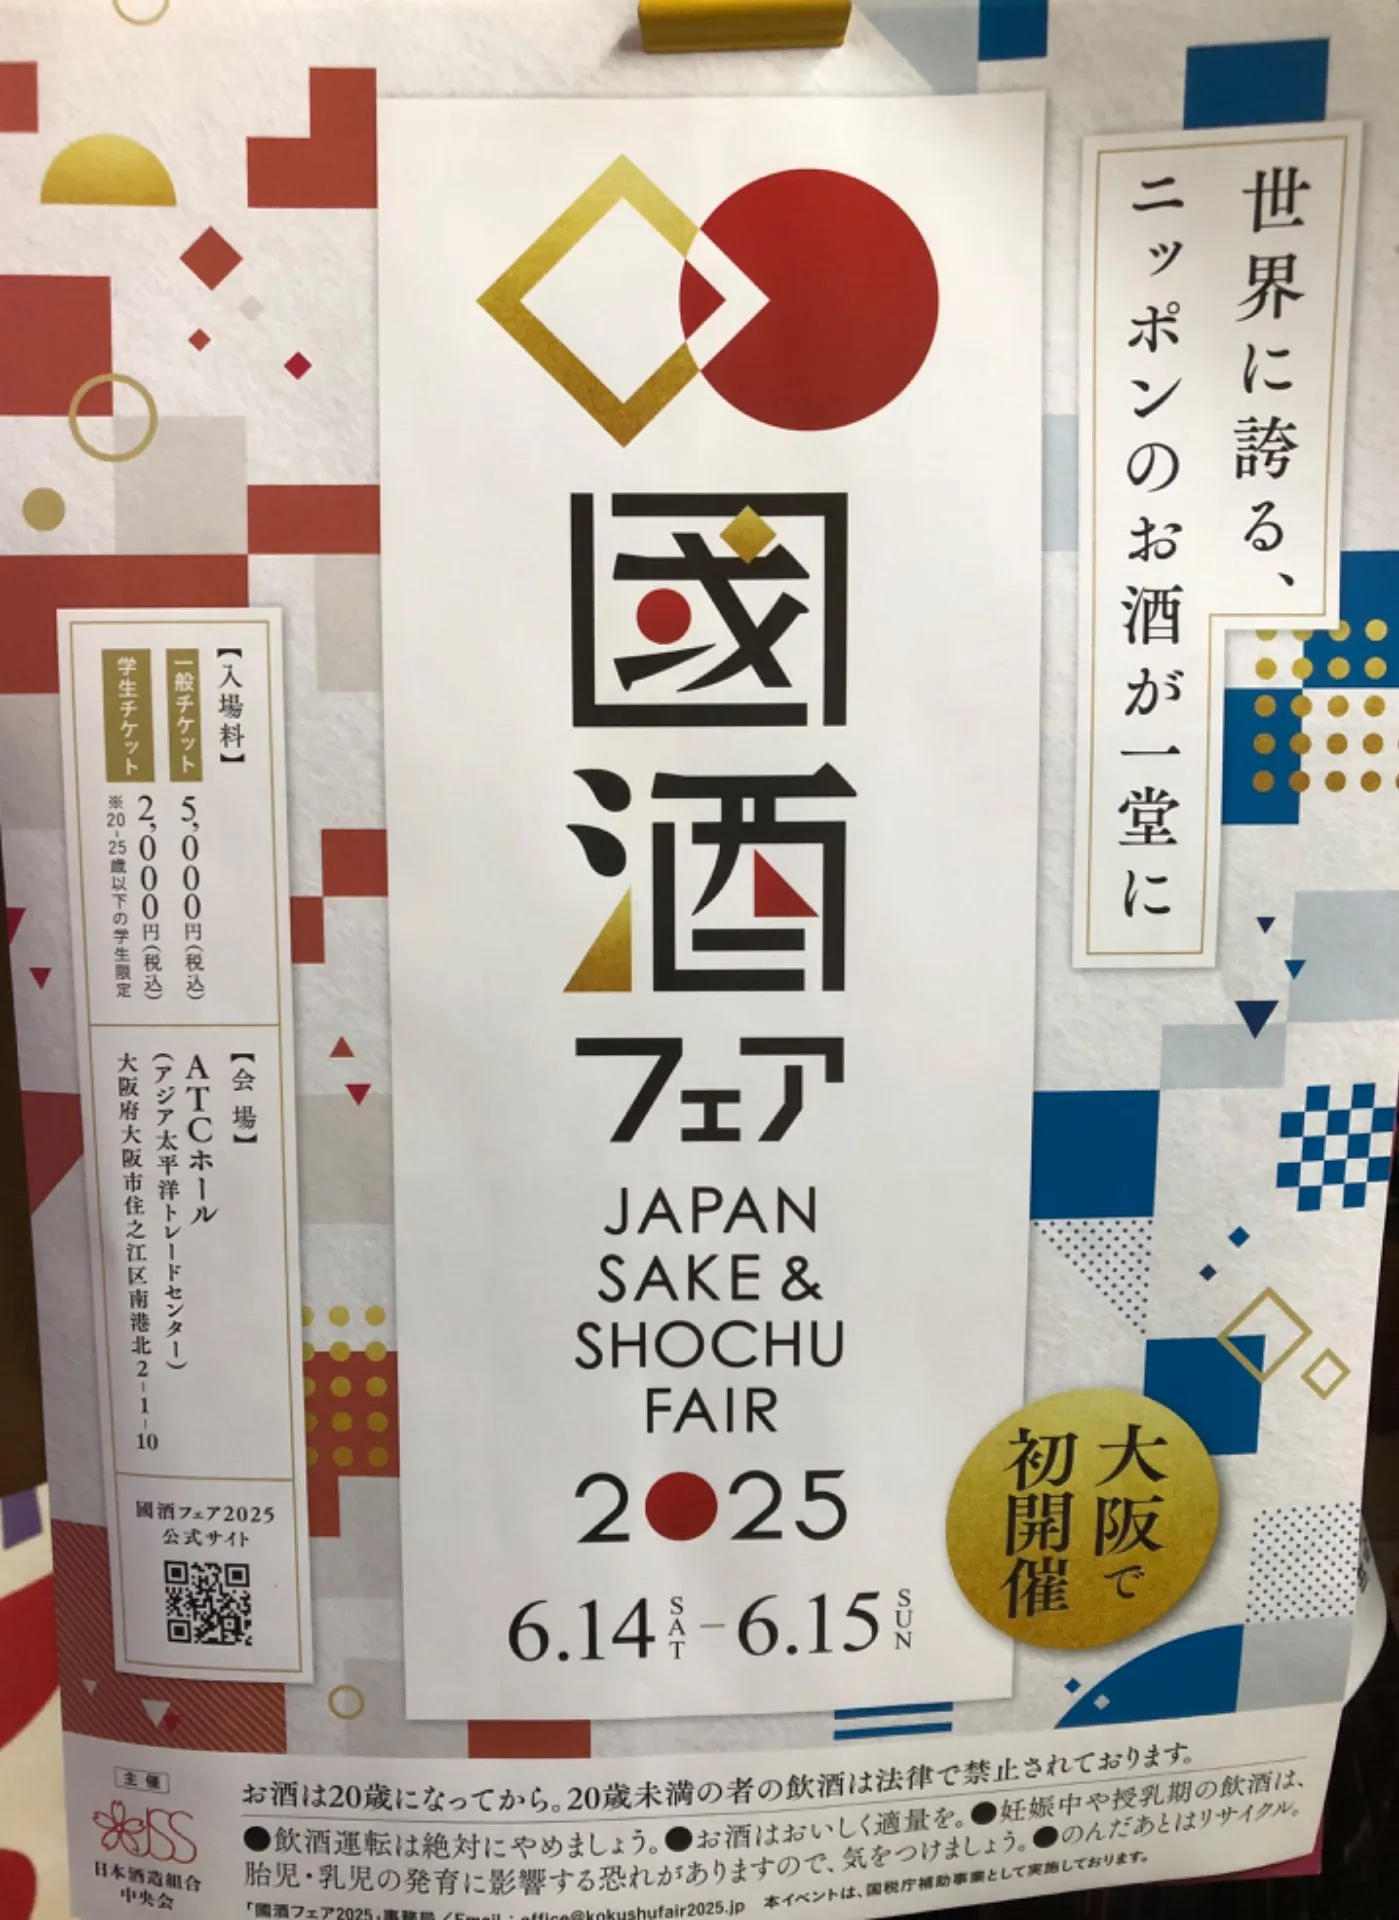 世界に誇る、
ニッポンのお酒が一堂に
國酒
フェア
JAPAN
SAKE &
SHOCHU
FAIR
2025
6.14 SAT – 6.15 SUN
大阪で
初開催
【入場料】
一般チケット 5,000円(税込)
学生チケット 2,000円(税込)
※20-25歳以下の学生限定
【会場】
ATCホール
(アジア太平洋トレードセンター)
大阪府大阪市住之江区南港北2-1-10
國酒フェア2025
公式サイト
主催
JSS
日本酒造組合
中央会
お酒は20歳になってから。20歳未満の者の飲酒は法律で禁止されております。
●飲酒運転は絶対にやめましょう。●お酒はおいしく適量を。●妊娠中や授乳期の飲酒は、
胎児・乳児の発育に影響する恐れがありますので、気をつけましょう。●のんだあとはリサイクル。
「國酒フェア2025」事務局/Email:office@kokushufair2025.jp 本イベントは、国税庁補助事業として実施しております。